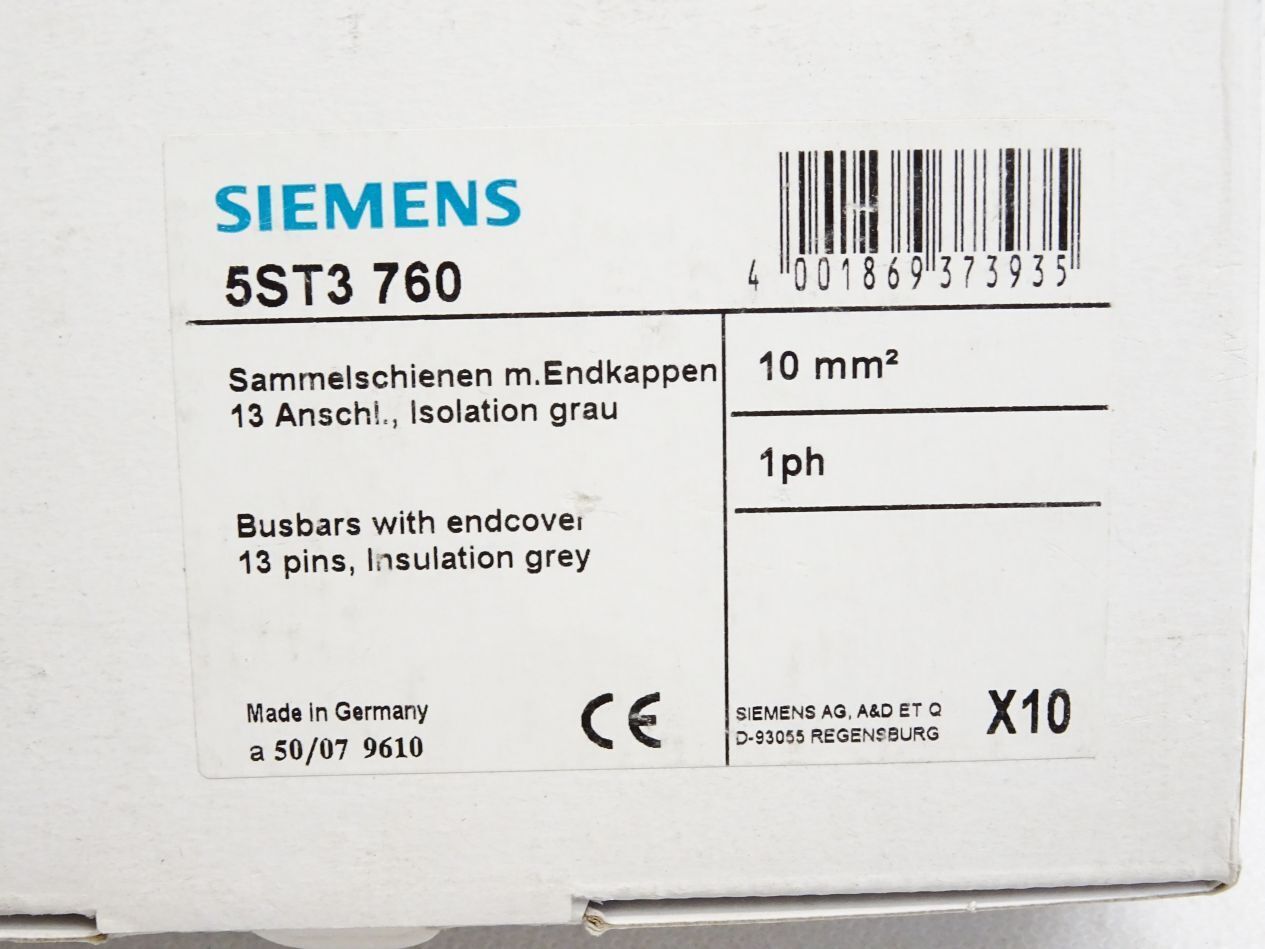 SIEMENS
5ST3 760
4 001869 373935
Sammelschienen m.Endkappen
13 Anschl., Isolation grau
10 mm²
1ph
Busbars with endcover
13 pins, Insulation grey
Made in Germany
a 50/07 9610
CE
SIEMENS AG, A&D ET Q
D-93055 REGENSBURG
X10